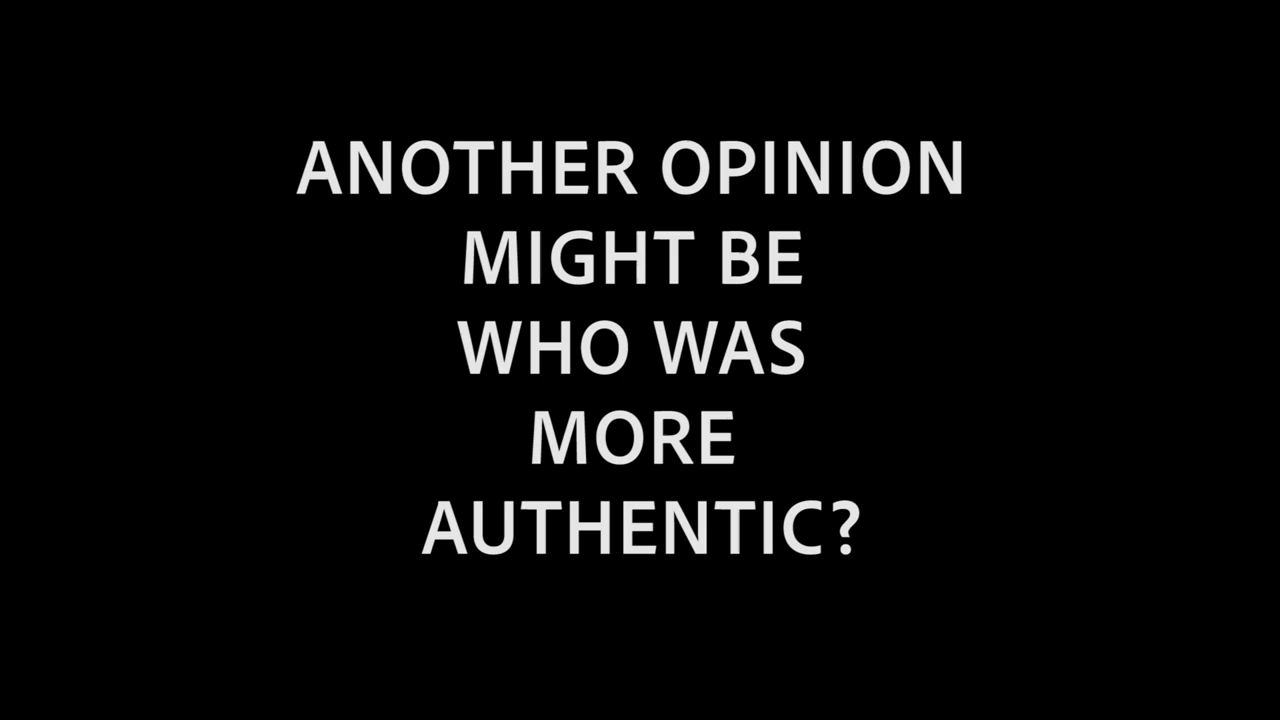 ANOTHER OPINION
MIGHT BE
WHO WAS
MORE
AUTHENTIC?